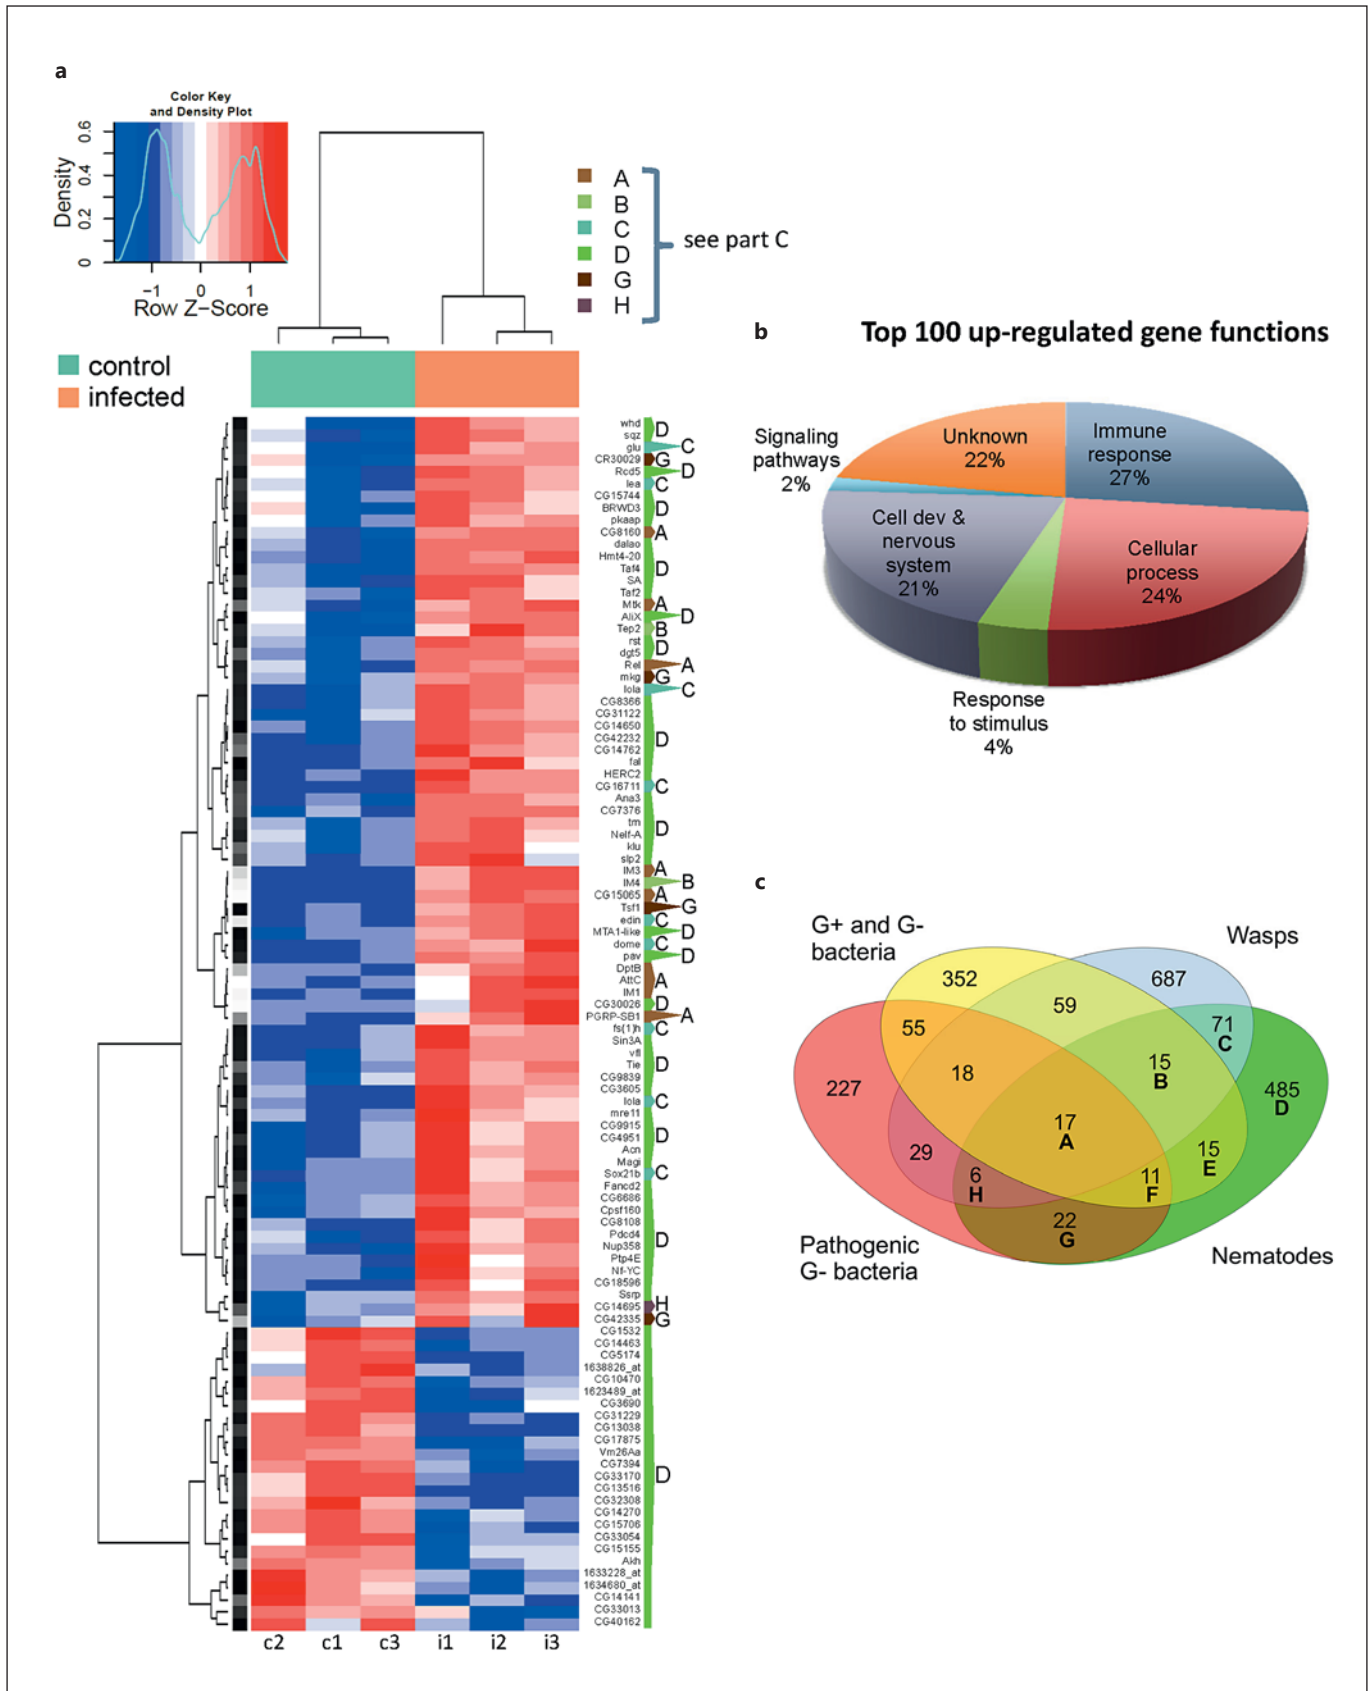 a
Color Key
and Density Plot
Density
0
0.2
0.4
0.6
−1
0
1
Row Z−Score
A
B
C
D
G
H
see part C
control
infected
whd
sqz
glu
CR30029
Rcd5
lea
CG15744
BRWD3
pkaap
CG8160
dalao
Hmt4-20
Taf4
SA
Taf2
Mtk
AliX
Tep2
rst
dgt5
Rel
mkg
lola
CG8366
CG31122
CG14650
CG42232
CG14762
fal
HERC2
CG16711
Ana3
CG7376
trn
Nelf-A
klu
slp2
IM3
IM4
CG15065
Tsf1
edin
MTA1-like
dome
pav
DptB
AttC
IM1
CG30026
PGRP-SB1
fs(1)h
Sin3A
vfl
Tie
CG9839
CG3605
lola
mre11
CG9915
CG4951
Acn
Magi
Sox21b
Fancd2
CG6686
Cpsf160
CG8108
Pdcd4
Nup358
Ptp4E
Nf-YC
CG18596
Ssrp
CG14695
CG42335
CG1532
CG14463
CG5174
1638826_at
CG10470
1623489_at
CG3690
CG31229
CG13038
CG17875
Vm26Aa
CG7394
CG33170
CG13516
CG32308
CG14270
CG15706
CG33054
CG15155
Akh
1633228_at
1634680_at
CG14141
CG33013
CG40162
D
C
G
D
C
D
A
D
A
D
B
D
A
G
C
D
C
D
A
B
A
G
C
D
C
D
A
D
A
C
D
C
D
C
D
H
G
D
c2 c1 c3 i1 i2 i3
b
Top 100 up-regulated gene functions
Signaling
pathways
2%
Unknown
22%
Immune
response
27%
Cell dev &
nervous
system
21%
Cellular
process
24%
Response
to stimulus
4%
c
G+ and G-
bacteria
Wasps
352
59
687
55
71
C
18
15
B
227
485
D
17
A
29
15
E
6
H
11
F
22
G
Pathogenic
G- bacteria
Nematodes